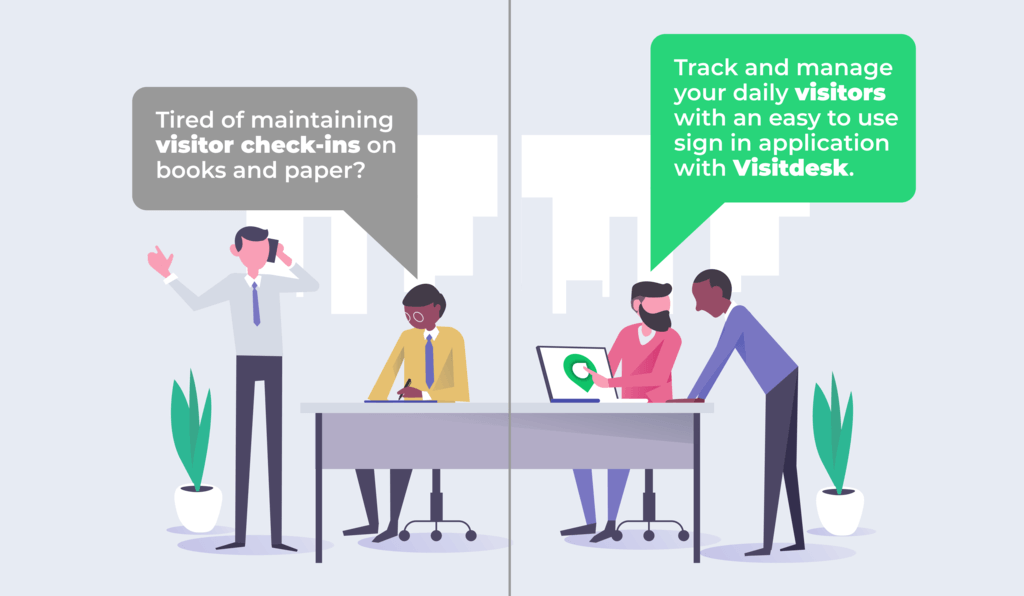 Tired of maintaining
visitor check-ins on
books and paper?
Track and manage
your daily visitors
with an easy to use
sign in application
with Visitdesk.